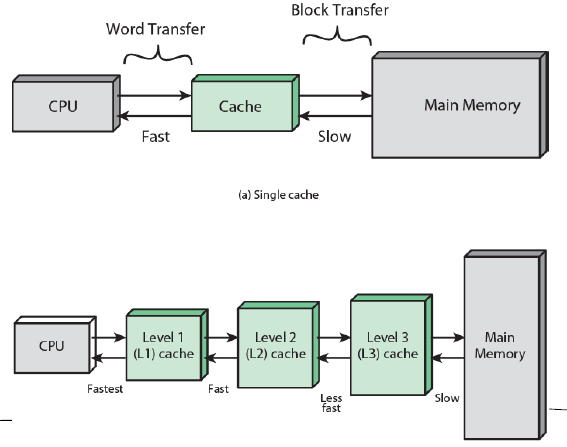 Block Transfer
Word Transfer
CPU
Cache
Main Memory
Fast
Slow
(a) Single cache
CPU
Level 1
(L1) cache
Level 2
(L2) cache
Level 3
(L3) cache
Main
Memory
Fastest
Fast
Less
fast
Slow